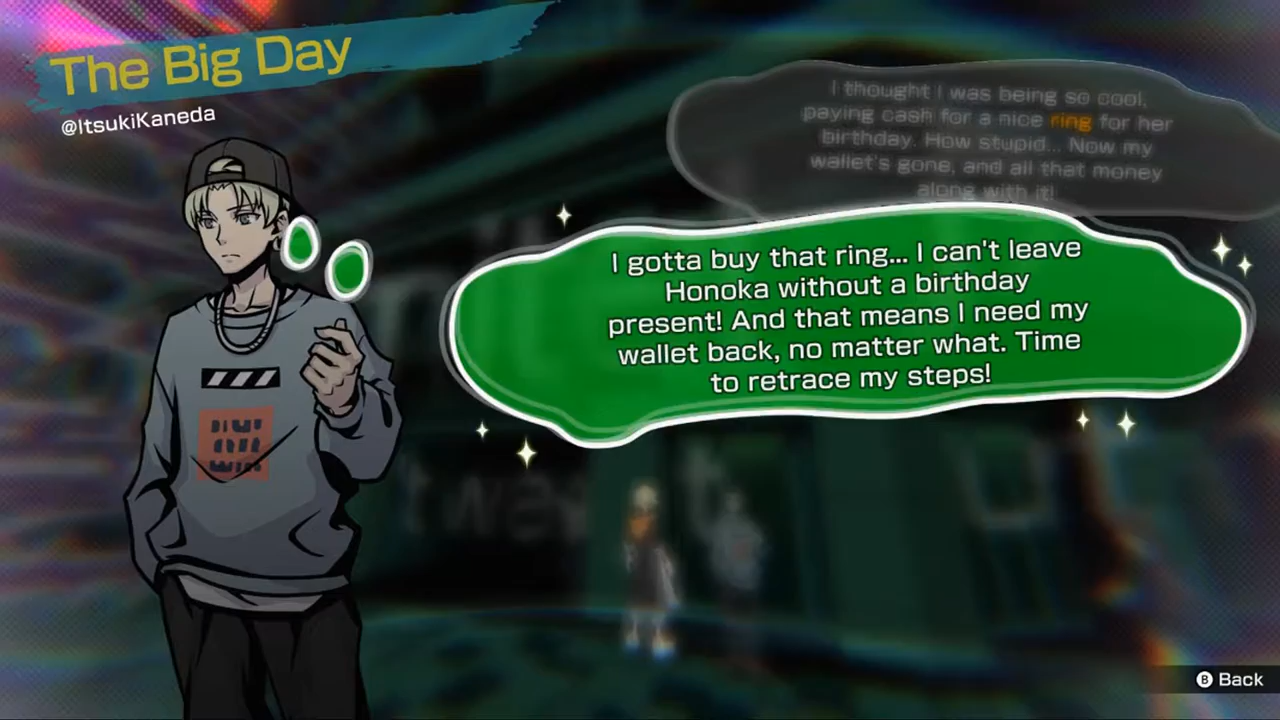 The Big Day
@ItsukiKaneda
I thought I was being so cool,
paying cash for a nice ring for her
birthday. How stupid... Now my
wallet's gone, and all that money
along with it!
I gotta buy that ring... I can't leave
Honoka without a birthday
present! And that means I need my
wallet back, no matter what. Time
to retrace my steps!
B Back